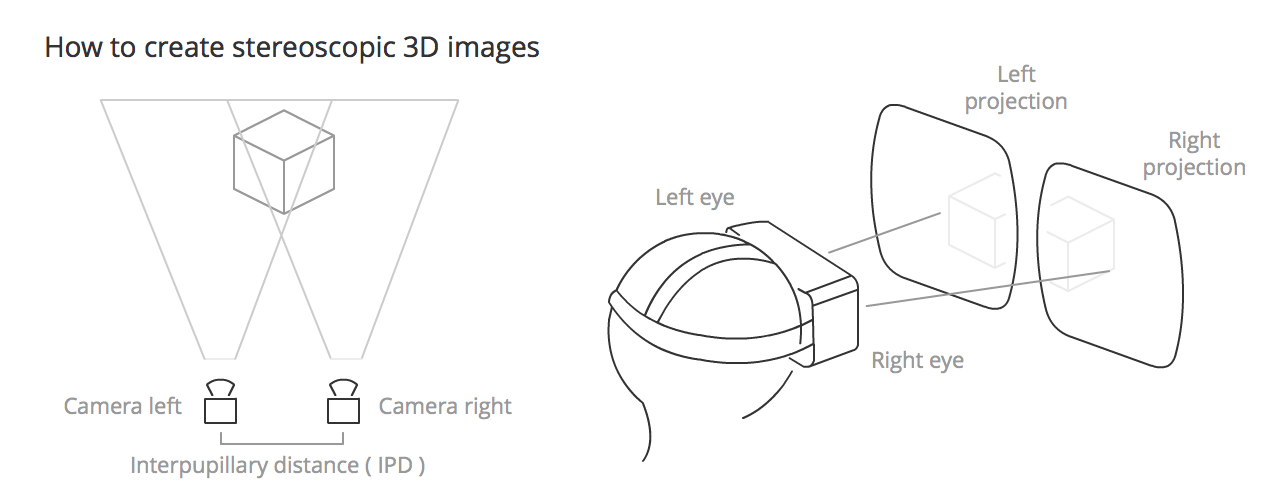 How to create stereoscopic 3D images
Camera left
Camera right
Interpupillary distance ( IPD )
Left
projection
Right
projection
Left eye
Right eye